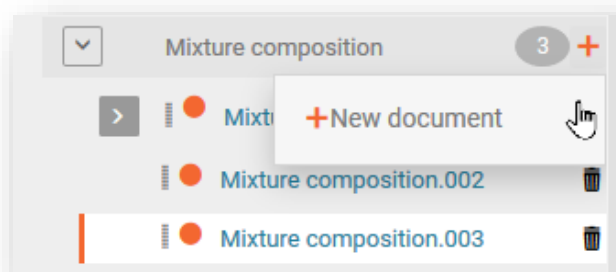 Mixture composition 3 +
Mixt
+New document
Mixture composition.002
Mixture composition.003